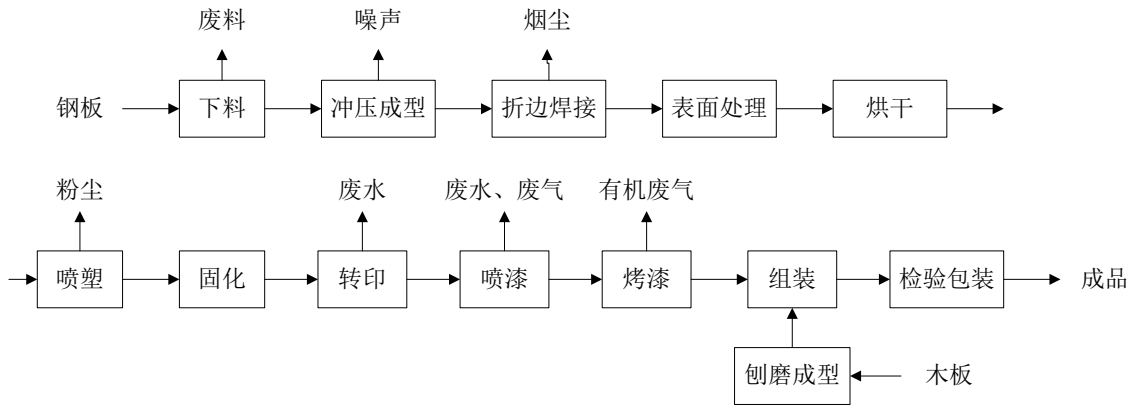 废料 噪声 烟尘
钢板 下料 冲压成型 折边焊接 表面处理 烘干
粉尘 废水 废水、废气 有机废气
喷塑 固化 转印 喷漆 烤漆 组装 检验包装 成品
刨磨成型 木板